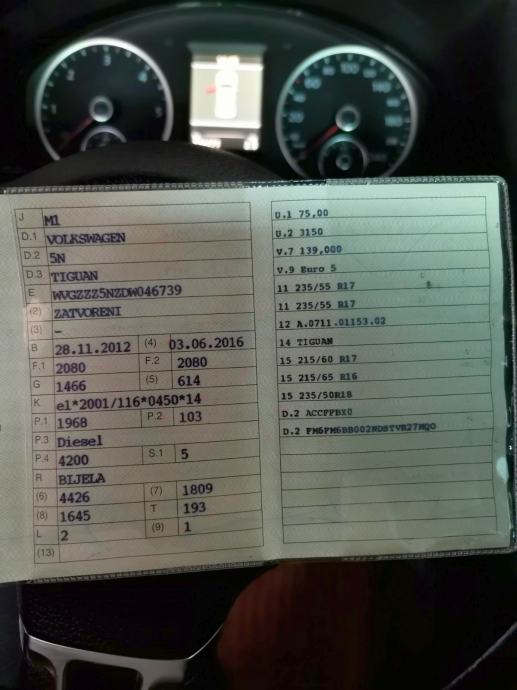 J M1
D.1 VOLKSWAGEN
D.2 5N
D.3 TIGUAN
E WVGZZZ5NZDW046739
(2) ZATVORENI
(3) –
B 28.11.2012 (4) 03.06.2016
F.1 2080 F.2 2080
G 1466 (5) 614
K e1*2001/116*0450*14
P.1 1968 P.2 103
P.3 Diesel
P.4 4200 S.1 5
R BIJELA
(6) 4426 (7) 1809
(8) 1645 T 193
L 2 (9) 1
(13)
U.1 75,00
U.2 3150
V.7 139,000
V.9 Euro 5
11 235/55 R17
11 235/55 R17
12 A.0711.01153.02
14 TIGUAN
15 215/60 R17
15 215/65 R16
15 235/50R18
D.2 ACCFFBX0
D.2 FM6FM6BB002NDSTVR27MQO